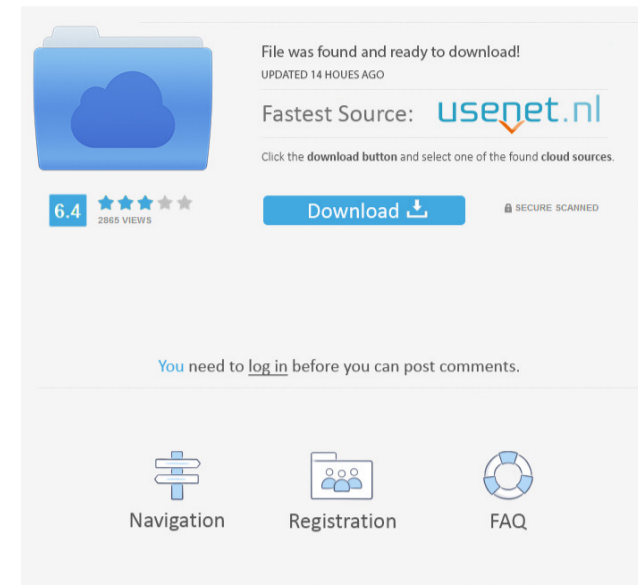 File was found and ready to download!
UPDATED 14 HOUES AGO
Fastest Source: usenet.nl
Click the download button and select one of the found cloud sources.
6.4
2865 VIEWS
Download
SECURE SCANNED
You need to log in before you can post comments.
Navigation
Registration
FAQ